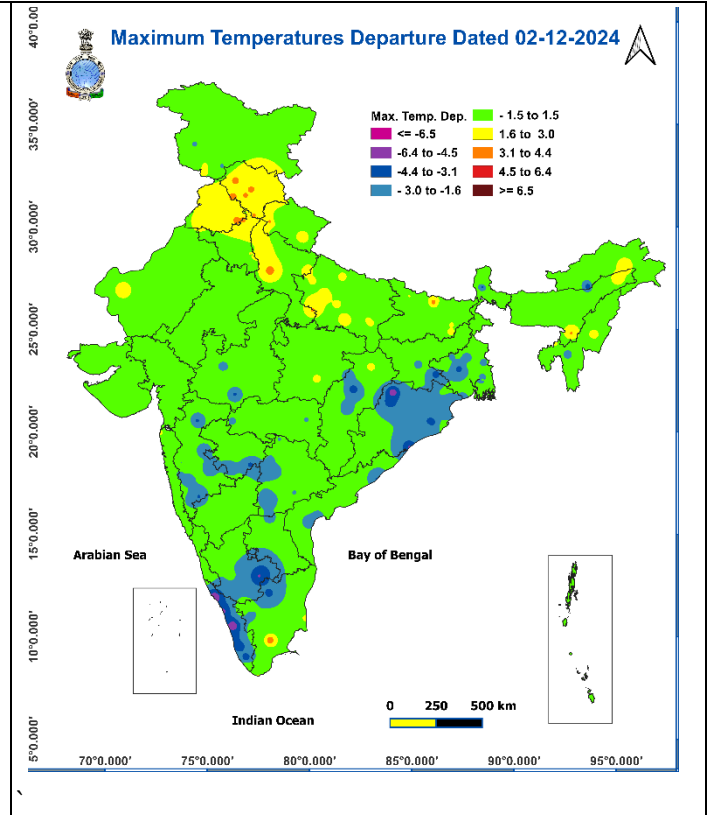 Maximum Temperatures Departure Dated 02-12-2024
Max. Temp. Dep.
<= -6.5
-6.4 to -4.5
-4.4 to -3.1
- 3.0 to -1.6
- 1.5 to 1.5
1.6 to 3.0
3.1 to 4.4
4.5 to 6.4
>= 6.5
40°0.000'
35°0.000'
30°0.000'
25°0.000'
20°0.000'
15°0.000'
10°0.000'
5°0.000'
Arabian Sea
Bay of Bengal
Indian Ocean
0 250 500 km
70°0.000' 75°0.000' 80°0.000' 85°0.000' 90°0.000' 95°0.000'
`